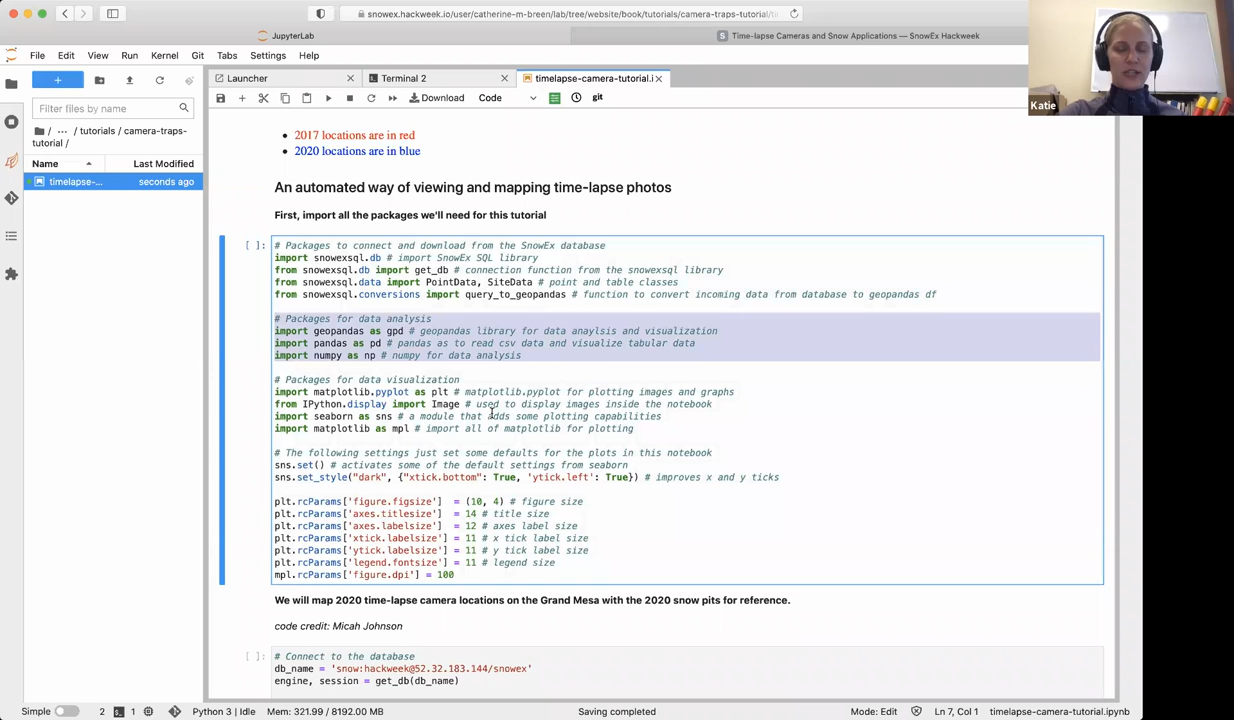 snowex.hackweek.io/user/catherine-m-breen/lab/tree/website/book/tutorials/camera-traps-tutorial/ti
JupyterLab
S Time-lapse Cameras and Snow Applications — SnowEx Hackweek
File Edit View Run Kernel Git Tabs Settings Help
+
Launcher × Terminal 2 × timelapse-camera-tutorial.i ×
Download Code git
Filter files by name
/ ... / tutorials / camera-traps-
tutorial /
Name Last Modified
timelapse-... seconds ago
Katie
• 2017 locations are in red
• 2020 locations are in blue
An automated way of viewing and mapping time-lapse photos
First, import all the packages we'll need for this tutorial
[ ]: # Packages to connect and download from the SnowEx database
import snowexsql.db # import SnowEx SQL library
from snowexsql.db import get_db # connection function from the snowexsql library
from snowexsql.data import PointData, SiteData # point and table classes
from snowexsql.conversions import query_to_geopandas # function to convert incoming data from database to geopandas df
# Packages for data analysis
import geopandas as gpd # geopandas library for data anaylsis and visualization
import pandas as pd # pandas as to read csv data and visualize tabular data
import numpy as np # numpy for data analysis
# Packages for data visualization
import matplotlib.pyplot as plt # matplotlib.pyplot for plotting images and graphs
from IPython.display import Image # used to display images inside the notebook
import seaborn as sns # a module that adds some plotting capabilities
import matplotlib as mpl # import all of matplotlib for plotting
# The following settings just set some defaults for the plots in this notebook
sns.set() # activates some of the default settings from seaborn
sns.set_style("dark", {"xtick.bottom": True, 'ytick.left': True}) # improves x and y ticks
plt.rcParams['figure.figsize'] = (10, 4) # figure size
plt.rcParams['axes.titlesize'] = 14 # title size
plt.rcParams['axes.labelsize'] = 12 # axes label size
plt.rcParams['xtick.labelsize'] = 11 # x tick label size
plt.rcParams['ytick.labelsize'] = 11 # y tick label size
plt.rcParams['legend.fontsize'] = 11 # legend size
mpl.rcParams['figure.dpi'] = 100
We will map 2020 time-lapse camera locations on the Grand Mesa with the 2020 snow pits for reference.
code credit: Micah Johnson
[ ]: # Connect to the database
db_name = 'snow:hackweek@52.32.183.144/snowex'
engine, session = get_db(db_name)
Simple 2 1 Python 3 | Idle Mem: 321.99 / 8192.00 MB Saving completed Mode: Edit Ln 7, Col 1 timelapse-camera-tutorial.ipynb